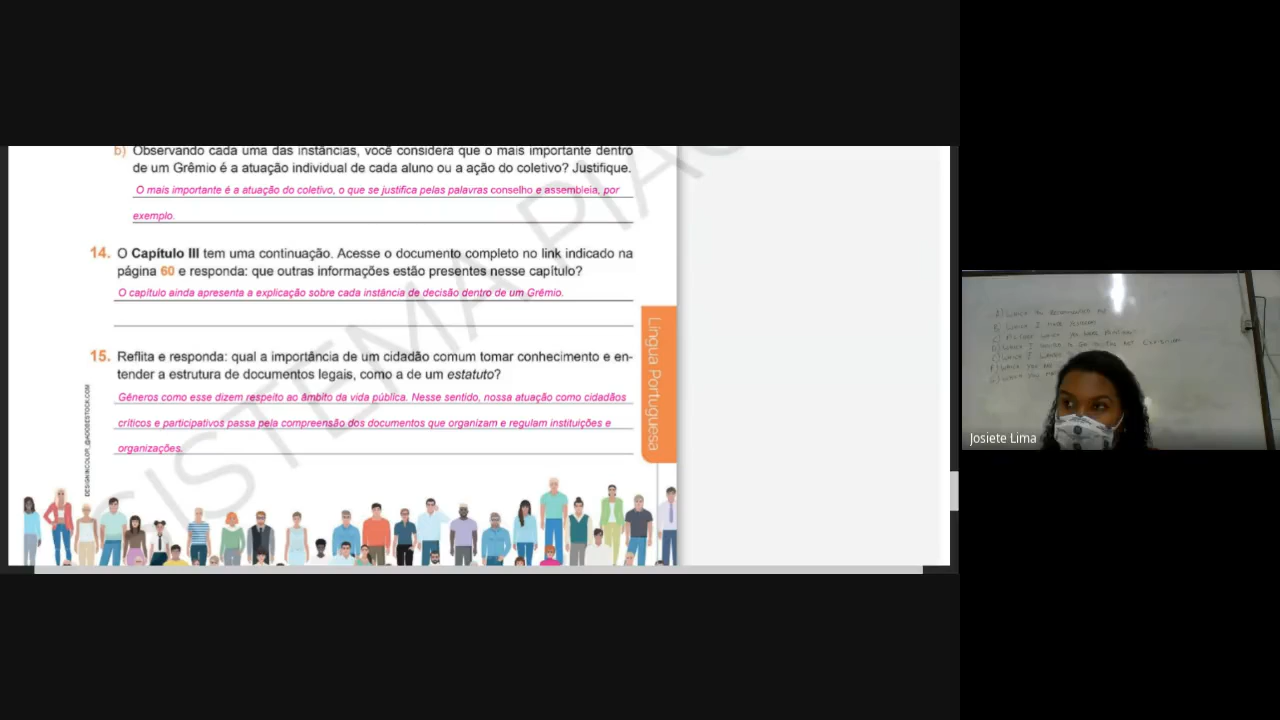 b) Observando cada uma das instâncias, você considera que o mais importante dentro
de um Grêmio é a atuação individual de cada aluno ou a ação do coletivo? Justifique.
O mais importante é a atuação do coletivo, o que se justifica pelas palavras conselho e assembleia, por
exemplo.
14. O Capítulo III tem uma continuação. Acesse o documento completo no link indicado na
página 60 e responda: que outras informações estão presentes nesse capítulo?
O capítulo ainda apresenta a explicação sobre cada instância de decisão dentro de um Grêmio.
15. Reflita e responda: qual a importância de um cidadão comum tomar conhecimento e en-
tender a estrutura de documentos legais, como a de um estatuto?
Gêneros como esse dizem respeito ao âmbito da vida pública. Nesse sentido, nossa atuação como cidadãos
críticos e participativos passa pela compreensão dos documentos que organizam e regulam instituições e
organizações.
DESIGNINCOLOR_@ADOBESTOCK.COM
Língua Portuguesa
SISTEMA PIA
Josiete Lima